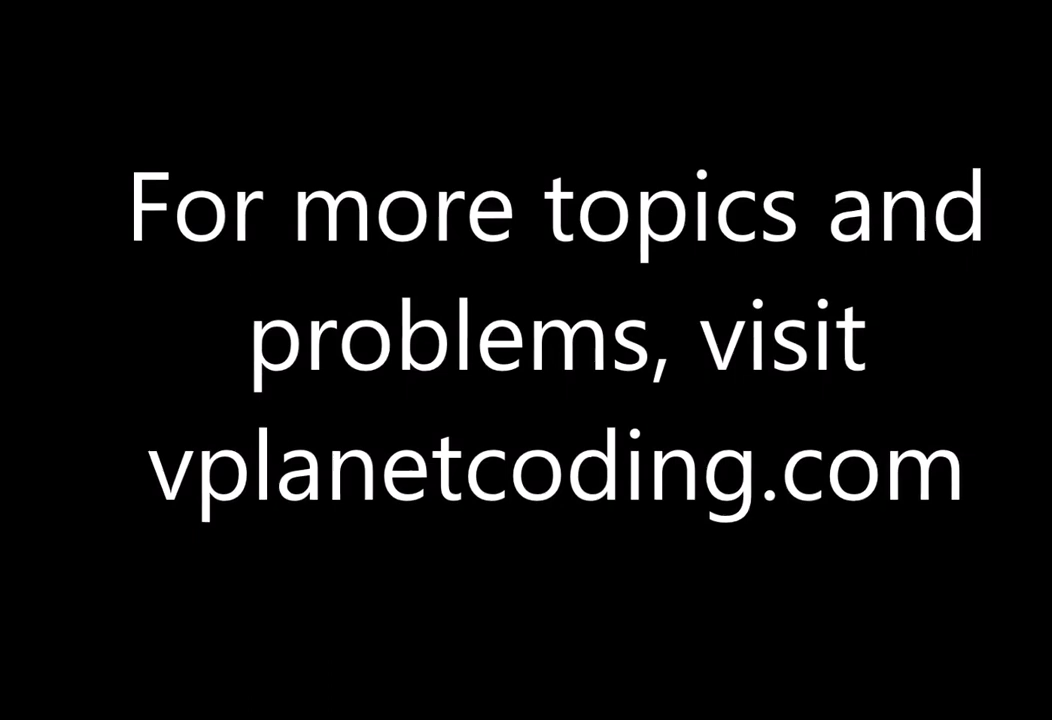 For more topics and
problems, visit
vplanetcoding.com